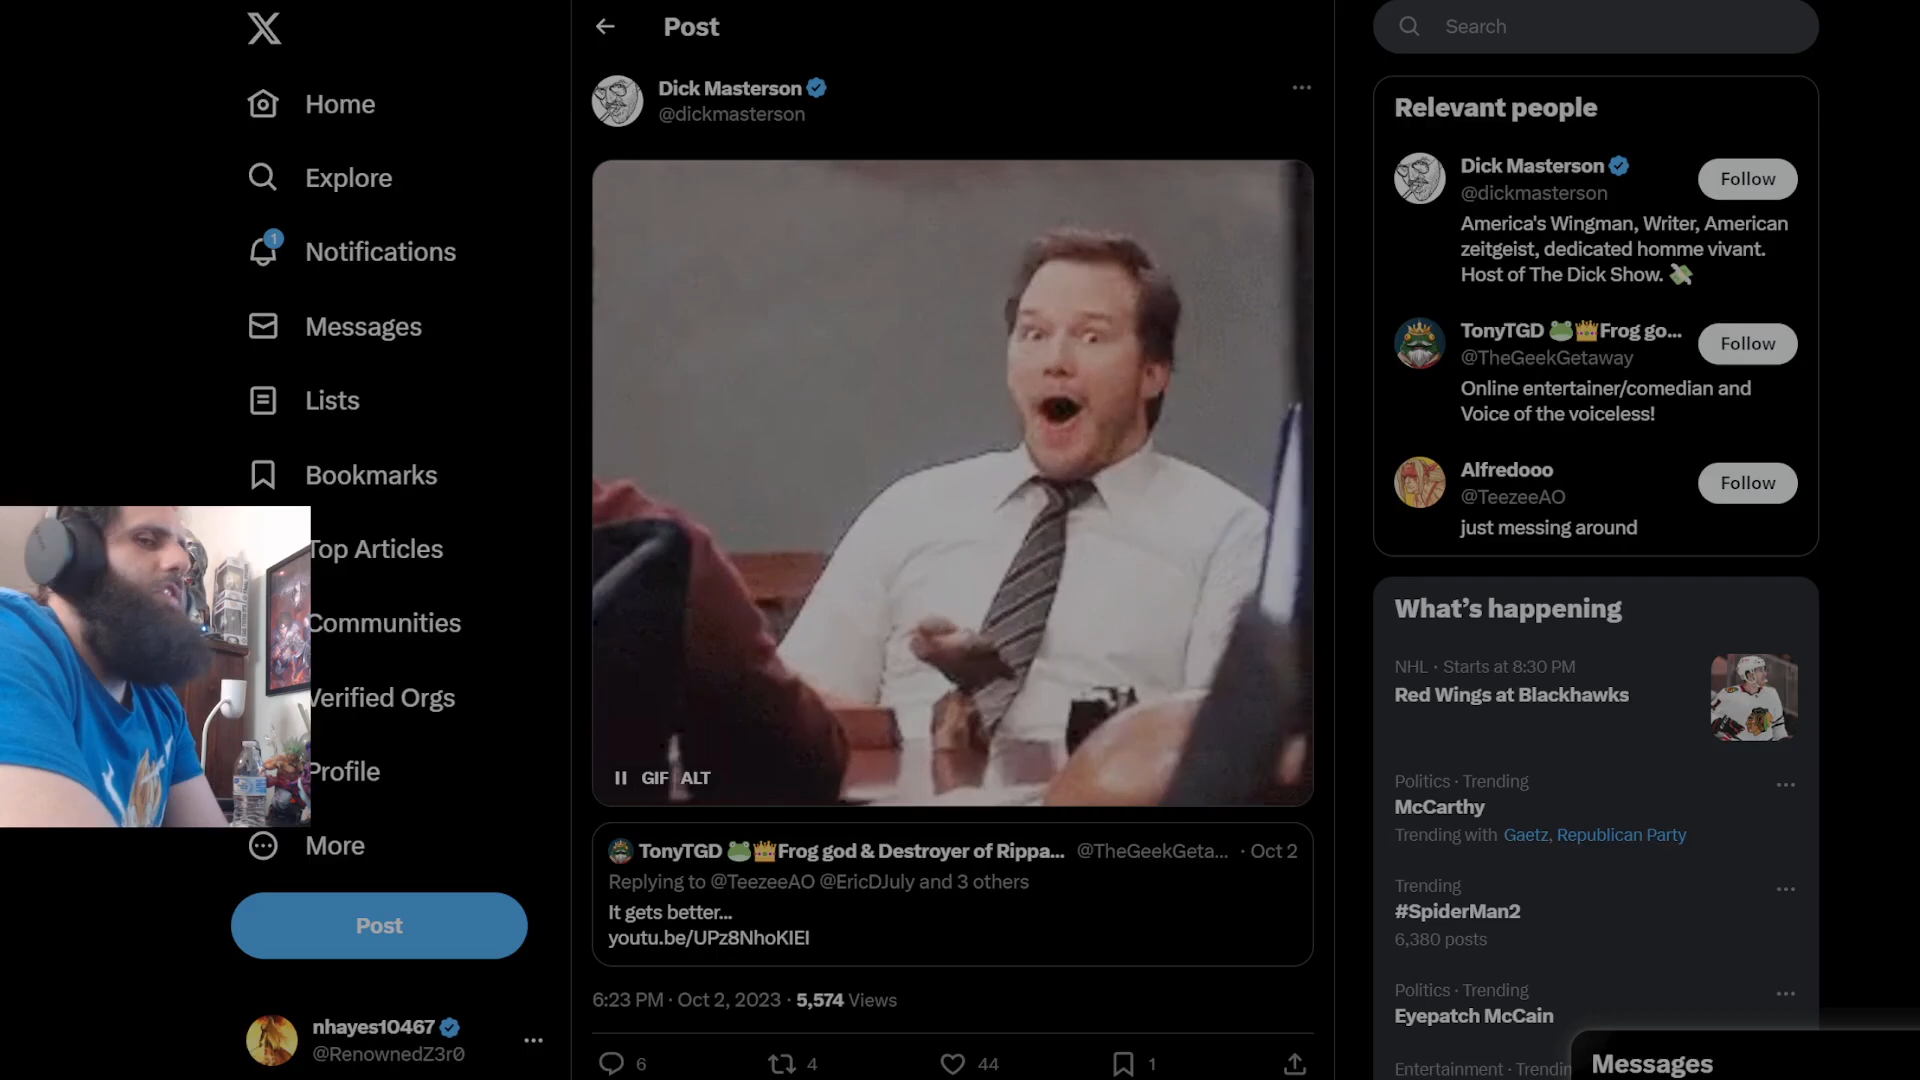 Home
Explore
1
Notifications
Messages
Lists
Bookmarks
Top Articles
Communities
Verified Orgs
Profile
More
Post
nhayes10467
@RenownedZ3r0
Post
Dick Masterson
@dickmasterson
GIF ALT
TonyTGD 🐸👑Frog god & Destroyer of Rippa... @TheGeekGeta... · Oct 2
Replying to @TeezeeAO @EricDJuly and 3 others
It gets better...
youtu.be/UPz8NhoKIEI
6:23 PM · Oct 2, 2023 · 5,574 Views
6 4 44 1
Search
Relevant people
Dick Masterson
@dickmasterson
Follow
America's Wingman, Writer, American
zeitgeist, dedicated homme vivant.
Host of The Dick Show. 💸
TonyTGD 🐸👑Frog go...
@TheGeekGetaway
Follow
Online entertainer/comedian and
Voice of the voiceless!
Alfredooo
@TeezeeAO
Follow
just messing around
What's happening
NHL · Starts at 8:30 PM
Red Wings at Blackhawks
Politics · Trending
McCarthy
Trending with Gaetz, Republican Party
Trending
#SpiderMan2
6,380 posts
Politics · Trending
Eyepatch McCain
Entertainment · Trendin
Messages